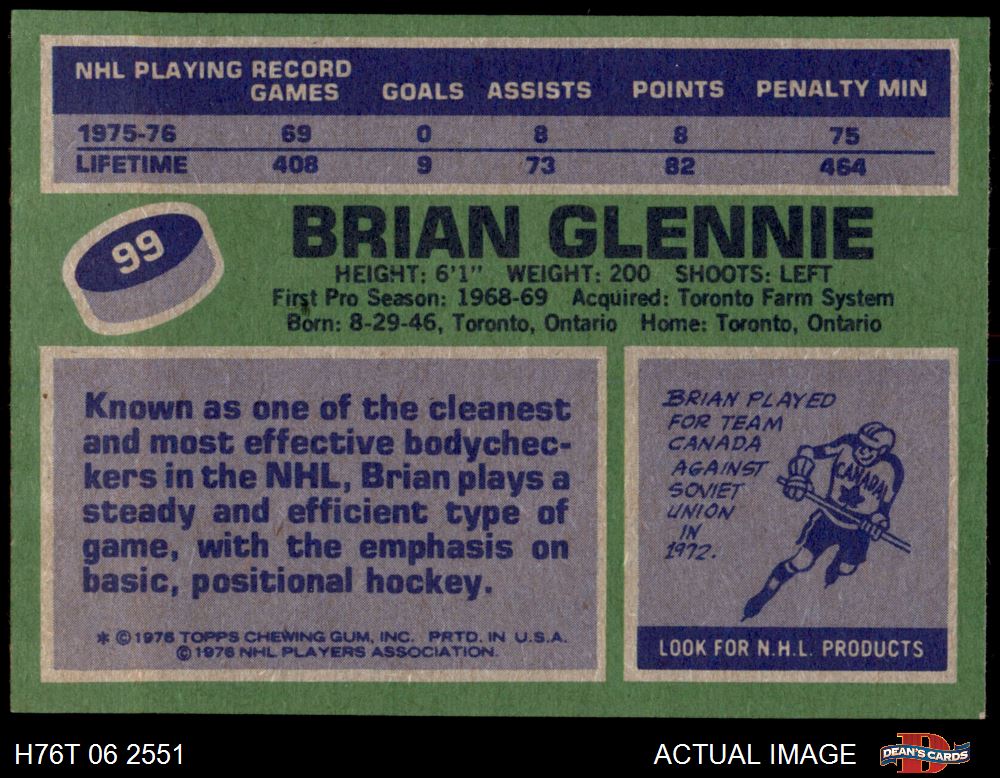 NHL PLAYING RECORD
GAMES GOALS ASSISTS POINTS PENALTY MIN
1975-76 69 0 8 8 75
LIFETIME 408 9 73 82 464
99
BRIAN GLENNIE
HEIGHT: 6'1" WEIGHT: 200 SHOOTS: LEFT
First Pro Season: 1968-69 Acquired: Toronto Farm System
Born: 8-29-46, Toronto, Ontario Home: Toronto, Ontario
Known as one of the cleanest
and most effective bodychec-
kers in the NHL, Brian plays a
steady and efficient type of
game, with the emphasis on
basic, positional hockey.
* © 1976 TOPPS CHEWING GUM, INC. PRTD. IN U.S.A.
© 1976 NHL PLAYERS ASSOCIATION.
BRIAN PLAYED
FOR TEAM
CANADA
AGAINST
SOVIET
UNION
IN
1972.
CANADA
LOOK FOR N.H.L. PRODUCTS
H76T 06 2551
ACTUAL IMAGE
D
DEAN'S CARDS